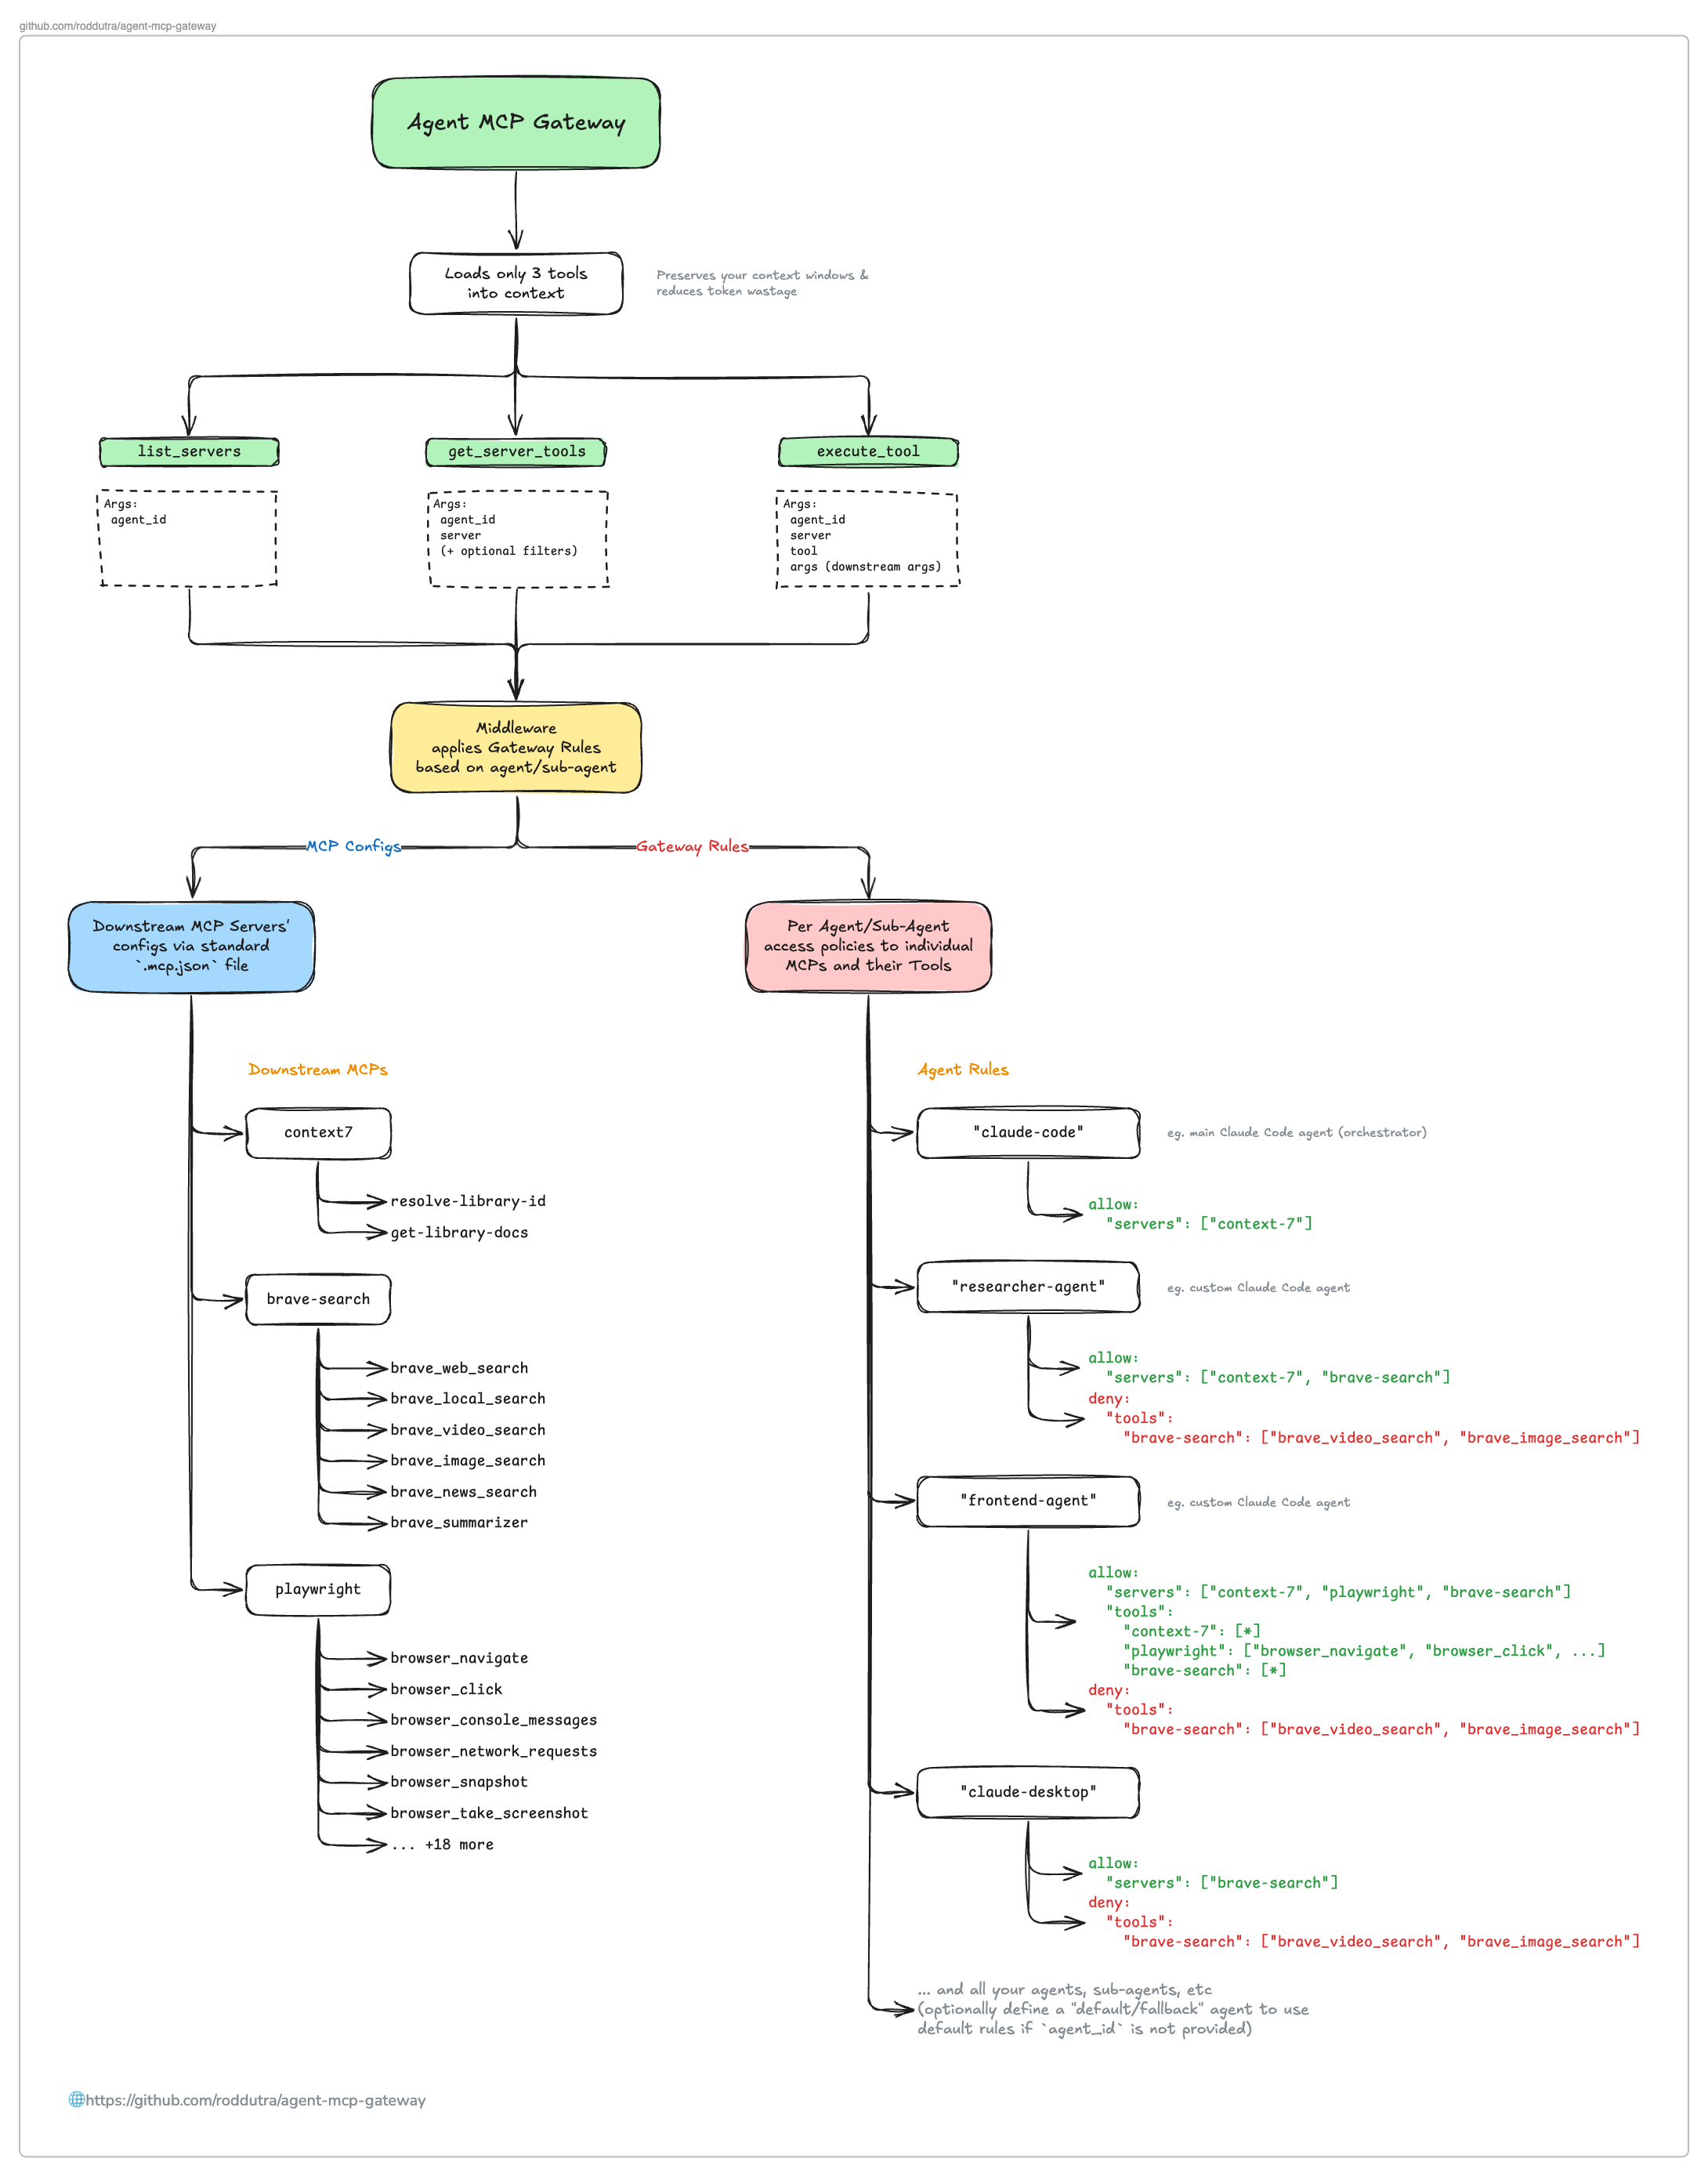 github.com/roddutra/agent-mcp-gateway
Agent MCP Gateway
Loads only 3 tools
into context
Preserves your context windows &
reduces token wastage
list_servers
Args:
agent_id
get_server_tools
Args:
agent_id
server
(+ optional filters)
execute_tool
Args:
agent_id
server
tool
args (downstream args)
Middleware
applies Gateway Rules
based on agent/sub-agent
MCP Configs
Gateway Rules
Downstream MCP Servers'
configs via standard
`.mcp.json` file
Downstream MCPs
context7
resolve-library-id
get-library-docs
brave-search
brave_web_search
brave_local_search
brave_video_search
brave_image_search
brave_news_search
brave_summarizer
playwright
browser_navigate
browser_click
browser_console_messages
browser_network_requests
browser_snapshot
browser_take_screenshot
... +18 more
Per Agent/Sub-Agent
access policies to individual
MCPs and their Tools
Agent Rules
"claude-code"
eg. main Claude Code agent (orchestrator)
allow:
"servers": ["context-7"]
"researcher-agent"
eg. custom Claude Code agent
allow:
"servers": ["context-7", "brave-search"]
deny:
"tools":
"brave-search": ["brave_video_search", "brave_image_search"]
"frontend-agent"
eg. custom Claude Code agent
allow:
"servers": ["context-7", "playwright", "brave-search"]
"tools":
"context-7": [*]
"playwright": ["browser_navigate", "browser_click", ...]
"brave-search": [*]
deny:
"tools":
"brave-search": ["brave_video_search", "brave_image_search"]
"claude-desktop"
allow:
"servers": ["brave-search"]
deny:
"tools":
"brave-search": ["brave_video_search", "brave_image_search"]
... and all your agents, sub-agents, etc
(optionally define a "default/fallback" agent to use
default rules if `agent_id` is not provided)
https://github.com/roddutra/agent-mcp-gateway